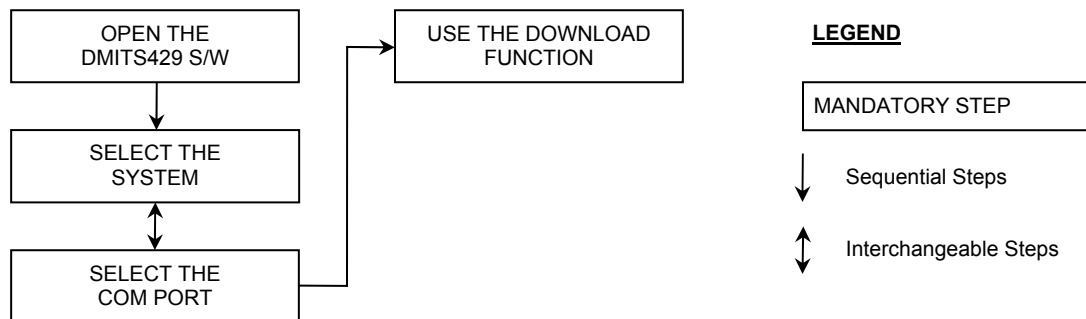 OPEN THE
DMITS429 S/W
SELECT THE
SYSTEM
SELECT THE
COM PORT
USE THE DOWNLOAD
FUNCTION
LEGEND
MANDATORY STEP
Sequential Steps
Interchangeable Steps